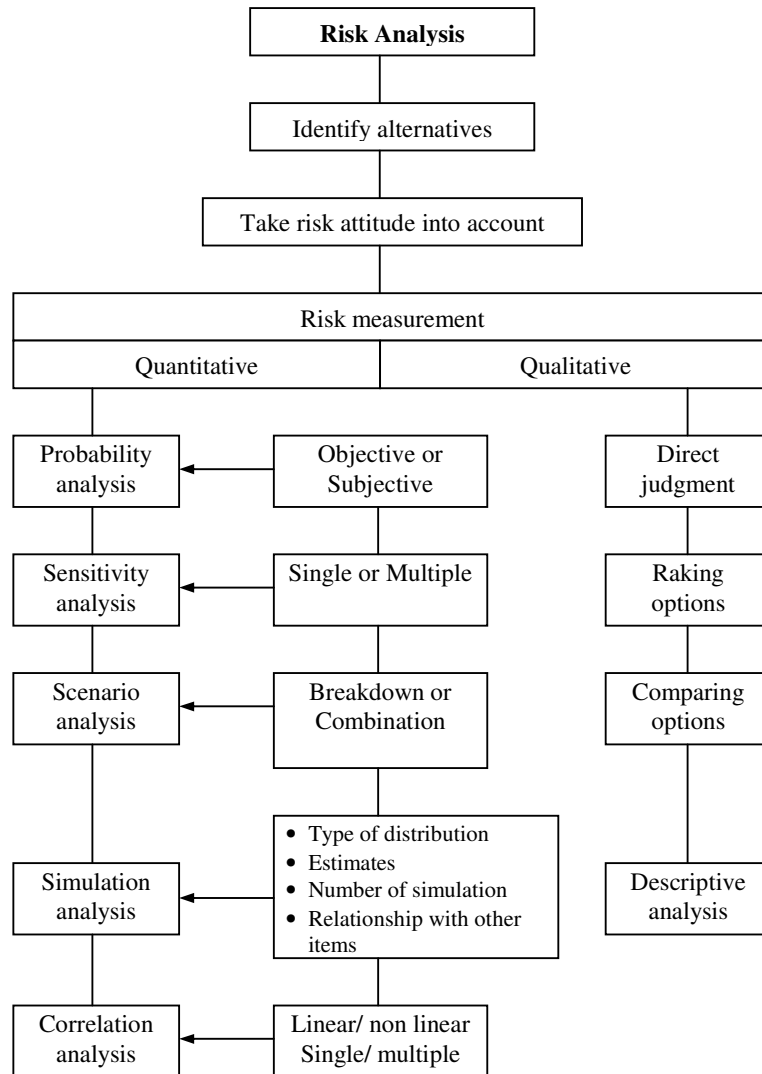 Risk Analysis
Identify alternatives
Take risk attitude into account
Risk measurement
Quantitative
Qualitative
Probability
analysis
Objective or
Subjective
Direct
judgment
Sensitivity
analysis
Single or Multiple
Raking
options
Scenario
analysis
Breakdown or
Combination
Comparing
options
Simulation
analysis
• Type of distribution
• Estimates
• Number of simulation
• Relationship with other
items
Descriptive
analysis
Correlation
analysis
Linear/ non linear
Single/ multiple